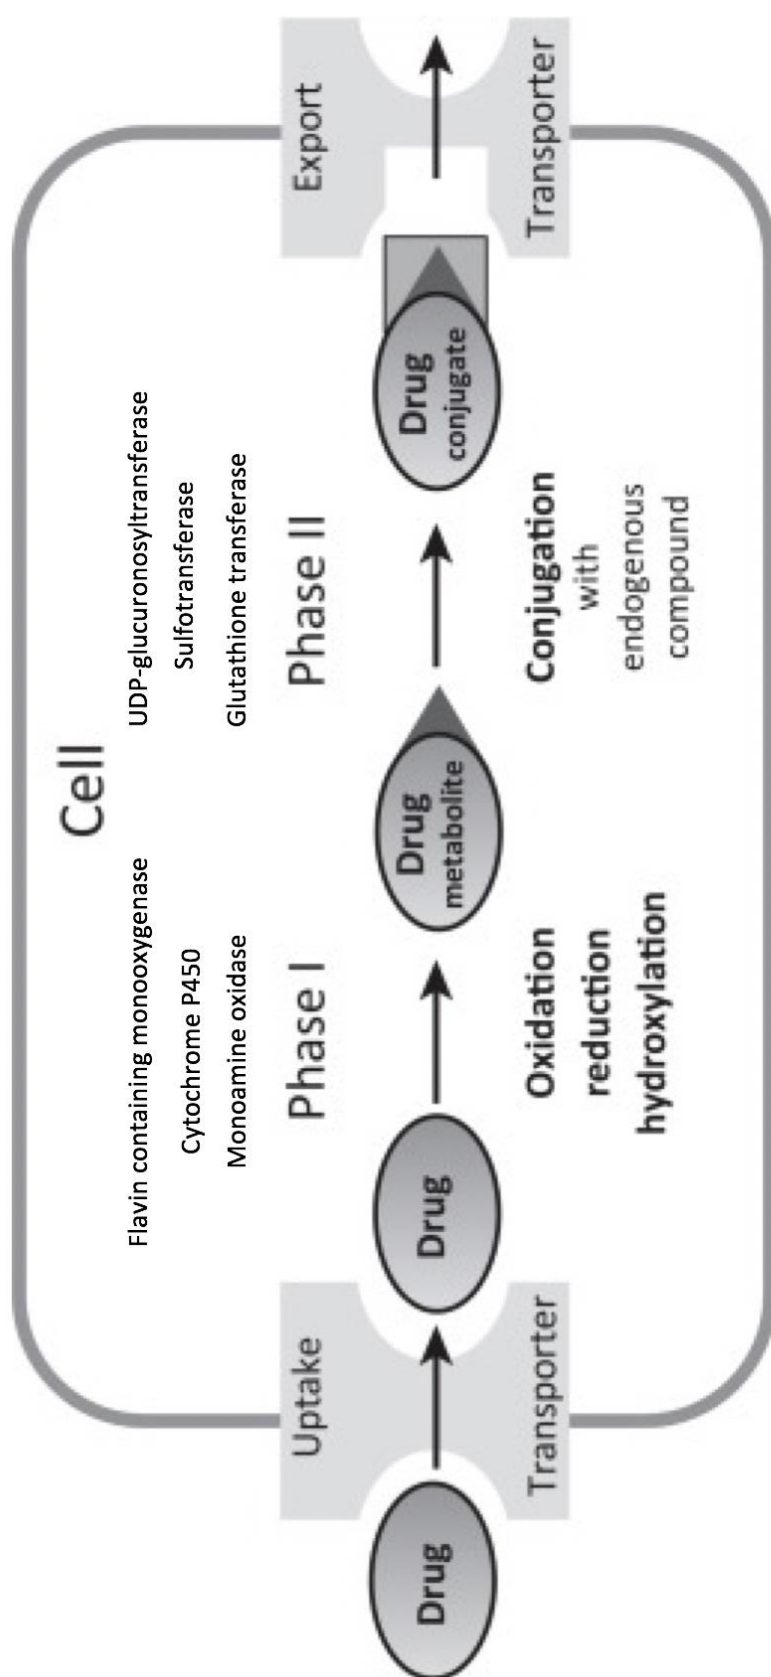 Cell
Flavin containing monooxygenase
Cytochrome P450
Monoamine oxidase
UDP-glucuronosyltransferase
Sulfotransferase
Glutathione transferase
Uptake
Phase I
Phase II
Export
Drug
Drug
Drug
metabolite
Drug
conjugate
Transporter
Oxidation
reduction
hydroxylation
Conjugation
with
endogenous
compound
Transporter